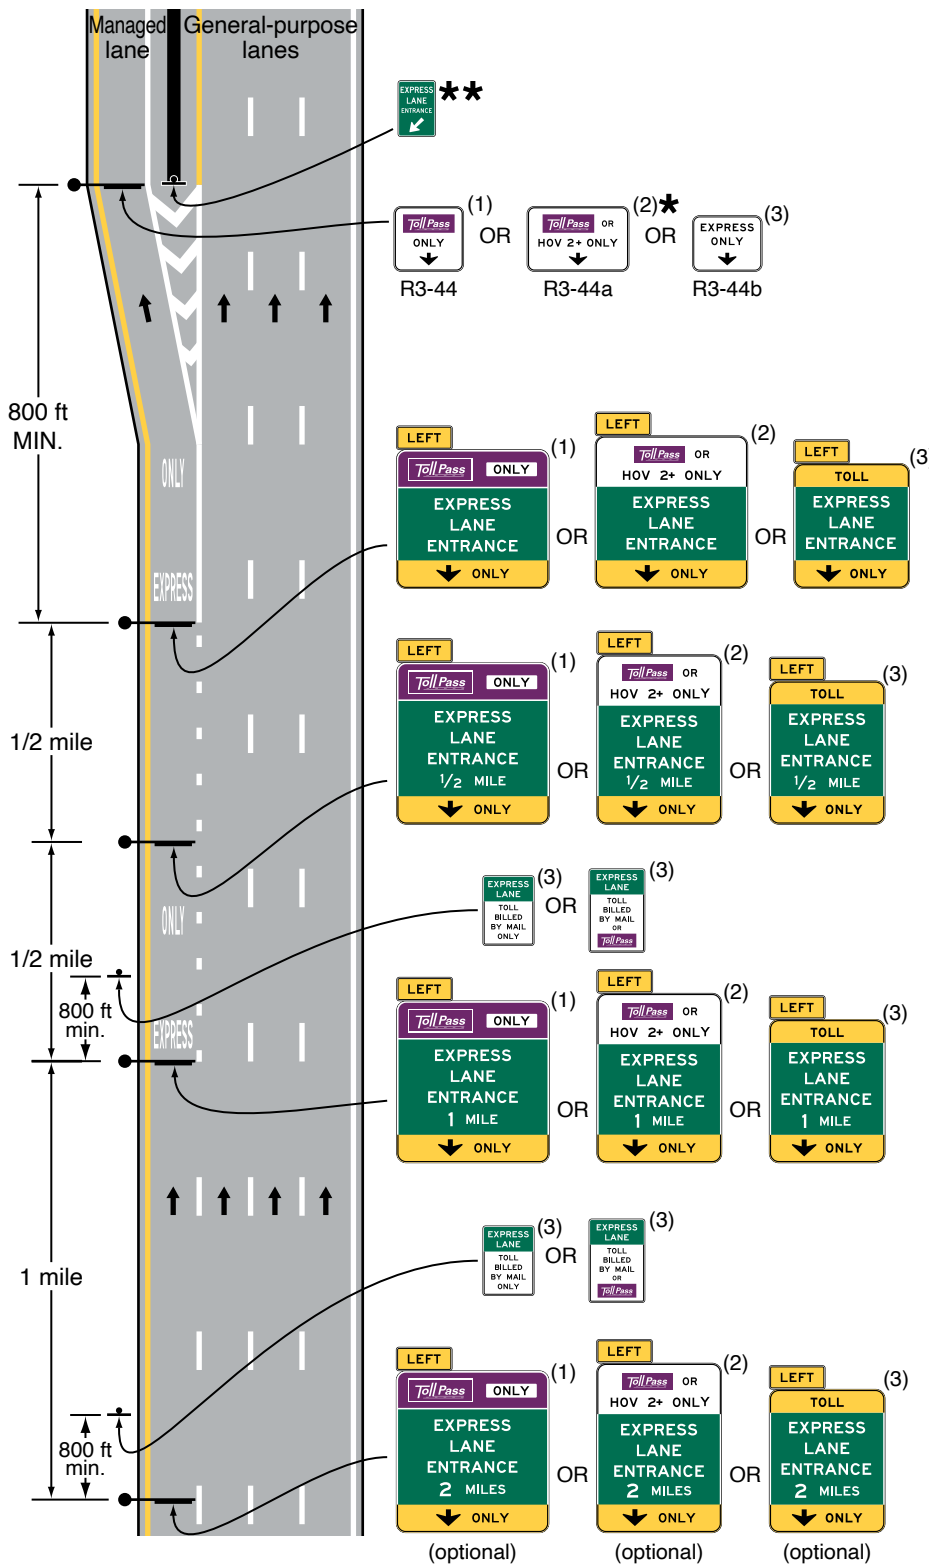 Managed
lane
General-purpose
lanes
EXPRESS
LANE
ENTRANCE
**
Toll Pass
ONLY
(1)
OR
Toll Pass OR
HOV 2+ ONLY
(2)*
OR
EXPRESS
ONLY
(3)
R3-44
R3-44a
R3-44b
800 ft
MIN.
ONLY
EXPRESS
LEFT
Toll Pass ONLY
EXPRESS
LANE
ENTRANCE
ONLY
(1)
OR
LEFT
Toll Pass OR
HOV 2+ ONLY
EXPRESS
LANE
ENTRANCE
ONLY
(2)
OR
LEFT
TOLL
EXPRESS
LANE
ENTRANCE
ONLY
(3)
1/2 mile
LEFT
Toll Pass ONLY
EXPRESS
LANE
ENTRANCE
1/2 MILE
ONLY
(1)
OR
LEFT
Toll Pass OR
HOV 2+ ONLY
EXPRESS
LANE
ENTRANCE
1/2 MILE
ONLY
(2)
OR
LEFT
TOLL
EXPRESS
LANE
ENTRANCE
1/2 MILE
ONLY
(3)
1/2 mile
ONLY
EXPRESS
800 ft
min.
EXPRESS
LANE
TOLL
BILLED
BY MAIL
ONLY
(3)
OR
EXPRESS
LANE
TOLL
BILLED
BY MAIL
OR
Toll Pass
(3)
LEFT
Toll Pass ONLY
EXPRESS
LANE
ENTRANCE
1 MILE
ONLY
(1)
OR
LEFT
Toll Pass OR
HOV 2+ ONLY
EXPRESS
LANE
ENTRANCE
1 MILE
ONLY
(2)
OR
LEFT
TOLL
EXPRESS
LANE
ENTRANCE
1 MILE
ONLY
(3)
1 mile
EXPRESS
LANE
TOLL
BILLED
BY MAIL
ONLY
(3)
OR
EXPRESS
LANE
TOLL
BILLED
BY MAIL
OR
Toll Pass
(3)
800 ft
min.
LEFT
Toll Pass ONLY
EXPRESS
LANE
ENTRANCE
2 MILES
ONLY
(1)
(optional)
OR
LEFT
Toll Pass OR
HOV 2+ ONLY
EXPRESS
LANE
ENTRANCE
2 MILES
ONLY
(2)
(optional)
OR
LEFT
TOLL
EXPRESS
LANE
ENTRANCE
2 MILES
ONLY
(3)
(optional)